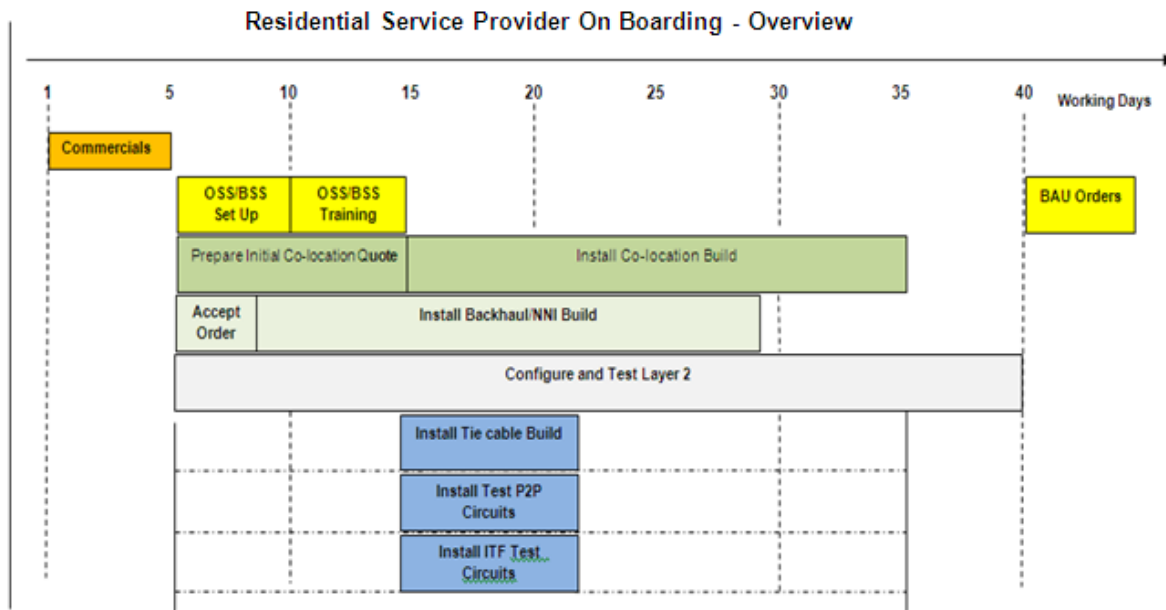 Residential Service Provider On Boarding - Overview
1 5 10 15 20 25 30 35 40 Working Days
Commercials
OSS/BSS
Set Up
OSS/BSS
Training
BAU Orders
Prepare Initial Co-location Quote
Install Co-location Build
Accept
Order
Install Backhaul/NNI Build
Configure and Test Layer 2
Install Tie cable Build
Install Test P2P
Circuits
Install ITF Test
Circuits